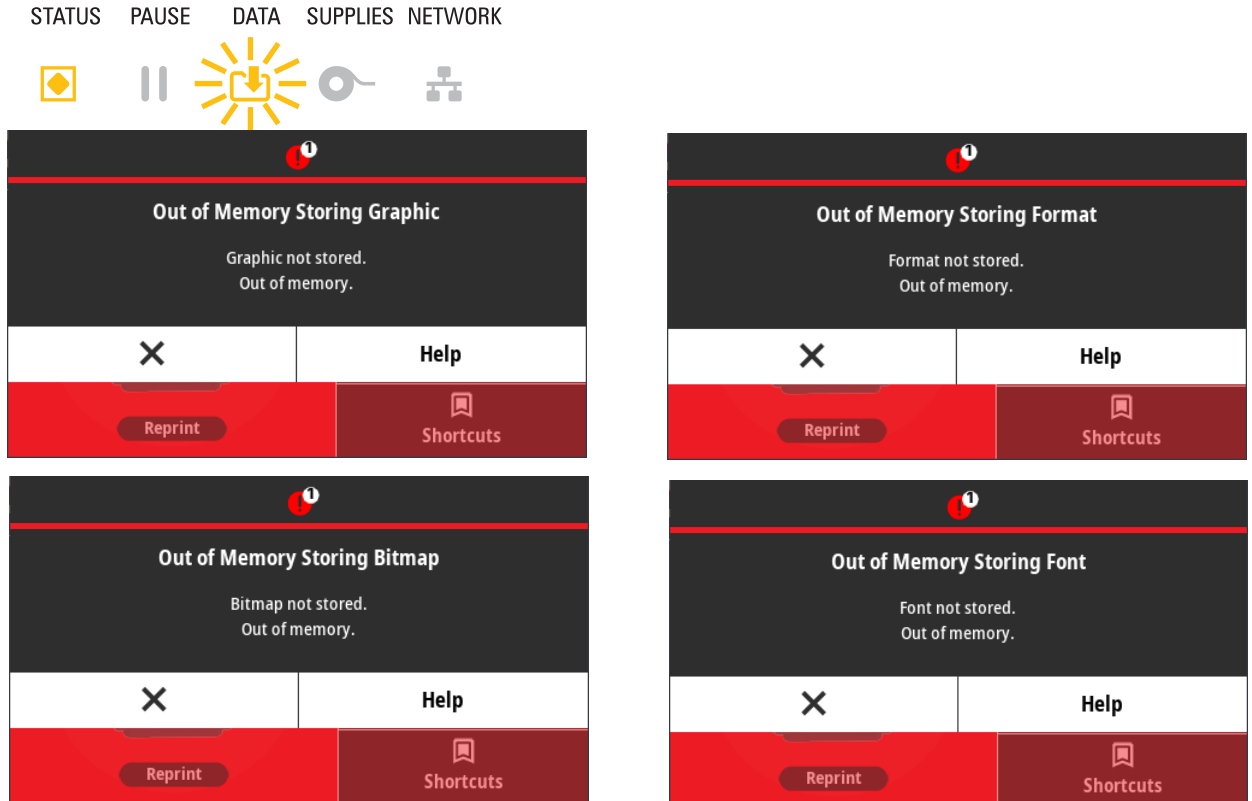 STATUS PAUSE DATA SUPPLIES NETWORK
1
Out of Memory Storing Graphic
Graphic not stored.
Out of memory.
Help
Reprint
Shortcuts
1
Out of Memory Storing Format
Format not stored.
Out of memory.
Help
Reprint
Shortcuts
1
Out of Memory Storing Bitmap
Bitmap not stored.
Out of memory.
Help
Reprint
Shortcuts
1
Out of Memory Storing Font
Font not stored.
Out of memory.
Help
Reprint
Shortcuts